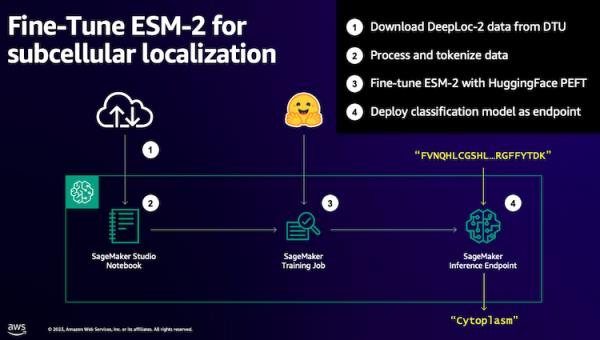 Fine-Tune ESM-2 for
subcellular localization
1 Download DeepLoc-2 data from DTU
2 Process and tokenize data
3 Fine-tune ESM-2 with HuggingFace PEFT
4 Deploy classification model as endpoint
1
"FVNQHLCGSHL…RGFFYTDK"
2
3
4
SageMaker Studio
Notebook
SageMaker
Training Job
SageMaker
Inference Endpoint
"Cytoplasm"
aws
© 2023, Amazon Web Services, Inc. or its affiliates. All rights reserved.